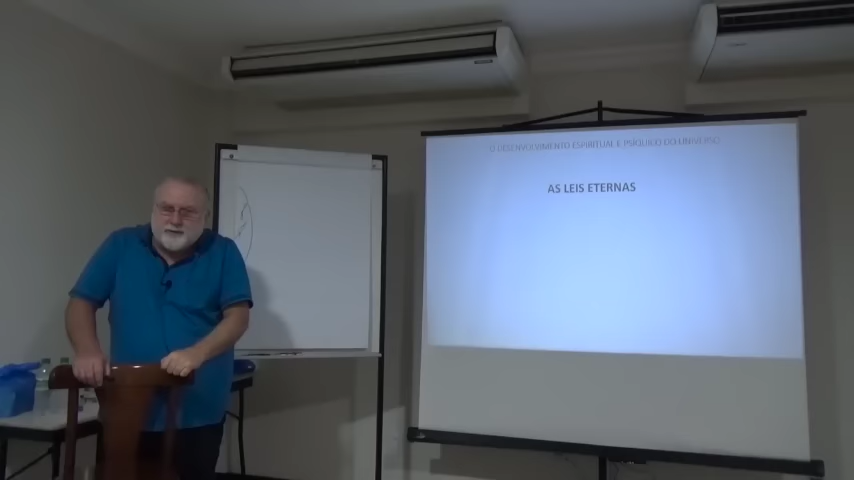 O DESENVOLVIMENTO ESPIRITUAL E PSÍQUICO DO UNIVERSO
AS LEIS ETERNAS